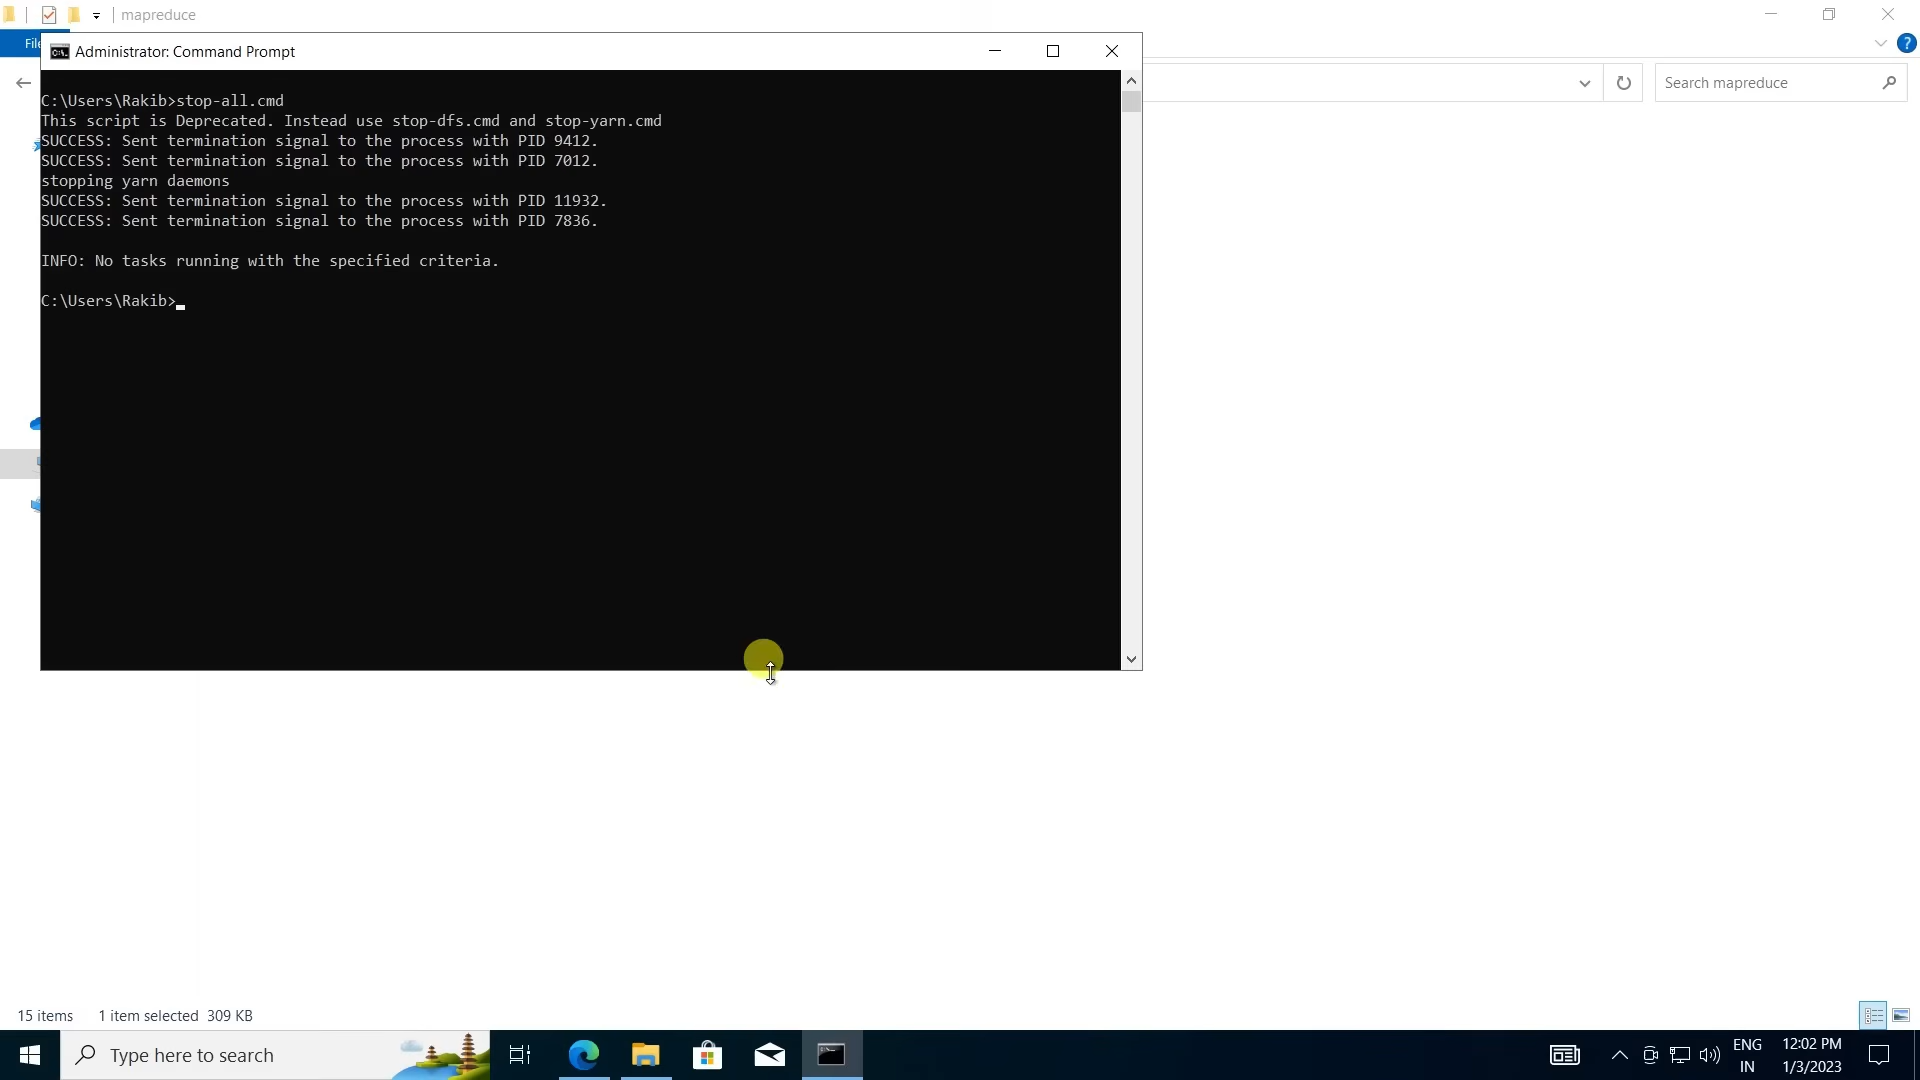 mapreduce
File
Administrator: Command Prompt
Search mapreduce
C:\Users\Rakib>stop-all.cmd
This script is Deprecated. Instead use stop-dfs.cmd and stop-yarn.cmd
SUCCESS: Sent termination signal to the process with PID 9412.
SUCCESS: Sent termination signal to the process with PID 7012.
stopping yarn daemons
SUCCESS: Sent termination signal to the process with PID 11932.
SUCCESS: Sent termination signal to the process with PID 7836.
INFO: No tasks running with the specified criteria.
C:\Users\Rakib>
15 items 1 item selected 309 KB
Type here to search
ENG
IN
12:02 PM
1/3/2023